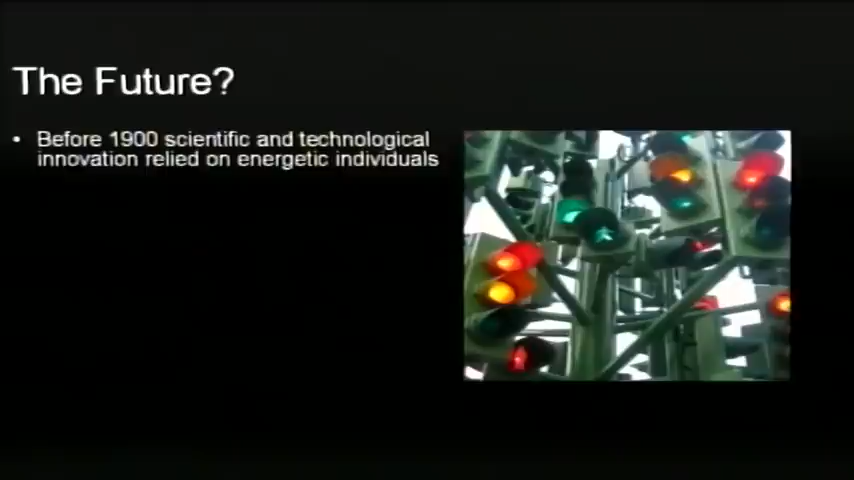 The Future?
• Before 1900 scientific and technological
innovation relied on energetic individuals